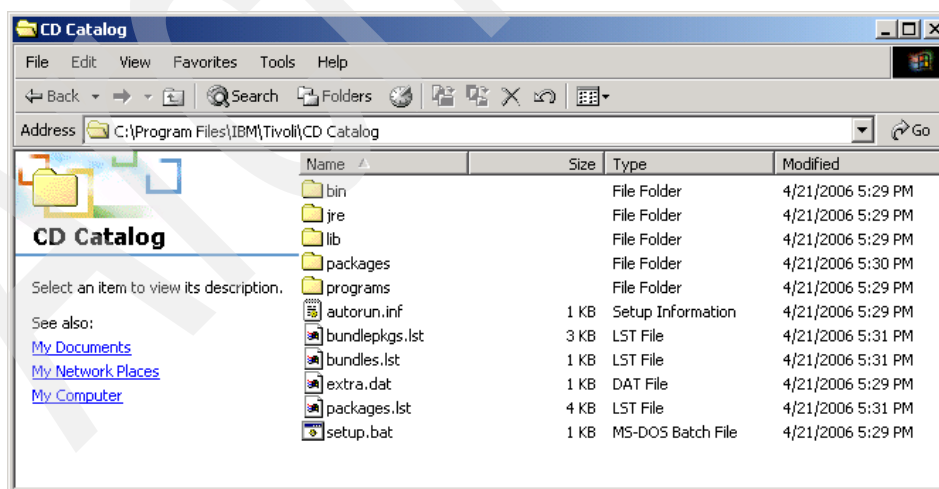 CD Catalog
File Edit View Favorites Tools Help
Back Search Folders
Address C:\Program Files\IBM\Tivoli\CD Catalog Go
Name Size Type Modified
bin File Folder 4/21/2006 5:29 PM
jre File Folder 4/21/2006 5:29 PM
CD Catalog
lib File Folder 4/21/2006 5:29 PM
packages File Folder 4/21/2006 5:30 PM
Select an item to view its description.
programs File Folder 4/21/2006 5:29 PM
autorun.inf 1 KB Setup Information 4/21/2006 5:29 PM
See also:
bundlepkgs.lst 3 KB LST File 4/21/2006 5:31 PM
My Documents
bundles.lst 1 KB LST File 4/21/2006 5:31 PM
My Network Places
extra.dat 1 KB DAT File 4/21/2006 5:29 PM
My Computer
packages.lst 4 KB LST File 4/21/2006 5:31 PM
setup.bat 1 KB MS-DOS Batch File 4/21/2006 5:29 PM